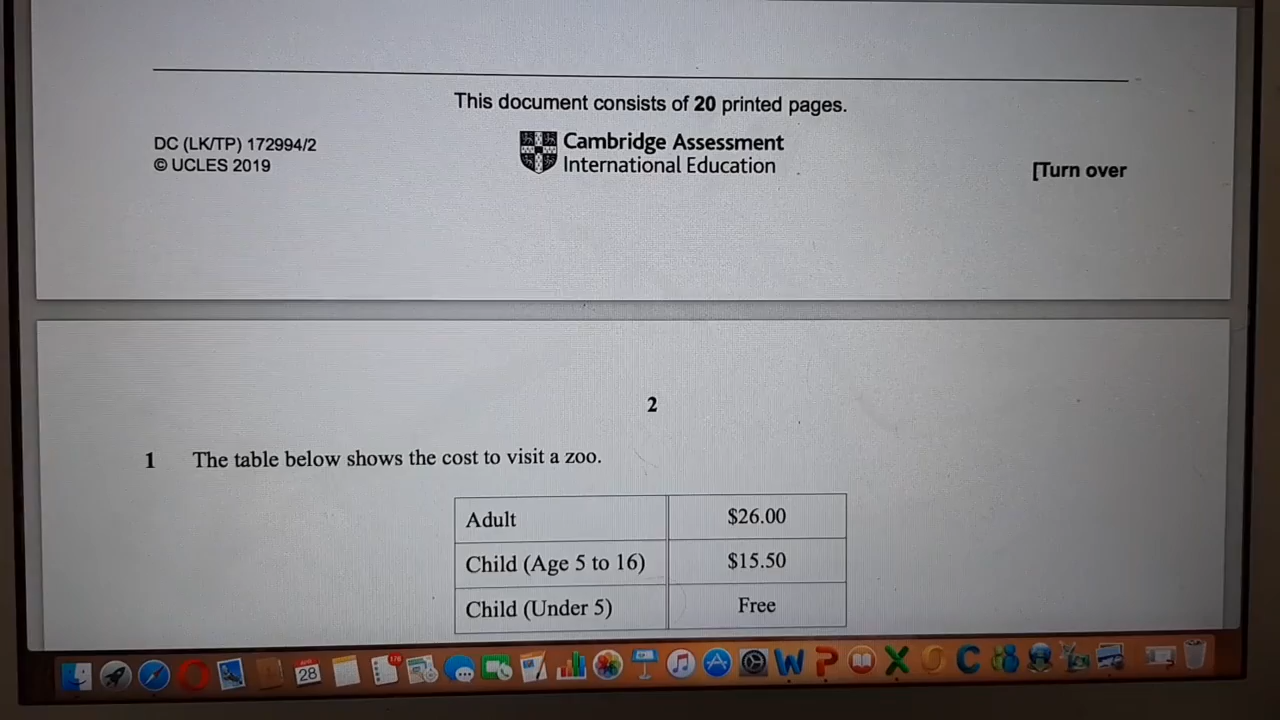 This document consists of 20 printed pages.
DC (LK/TP) 172994/2
© UCLES 2019
Cambridge Assessment
International Education
[Turn over
2
1 The table below shows the cost to visit a zoo.
Adult $26.00
Child (Age 5 to 16) $15.50
Child (Under 5) Free
28